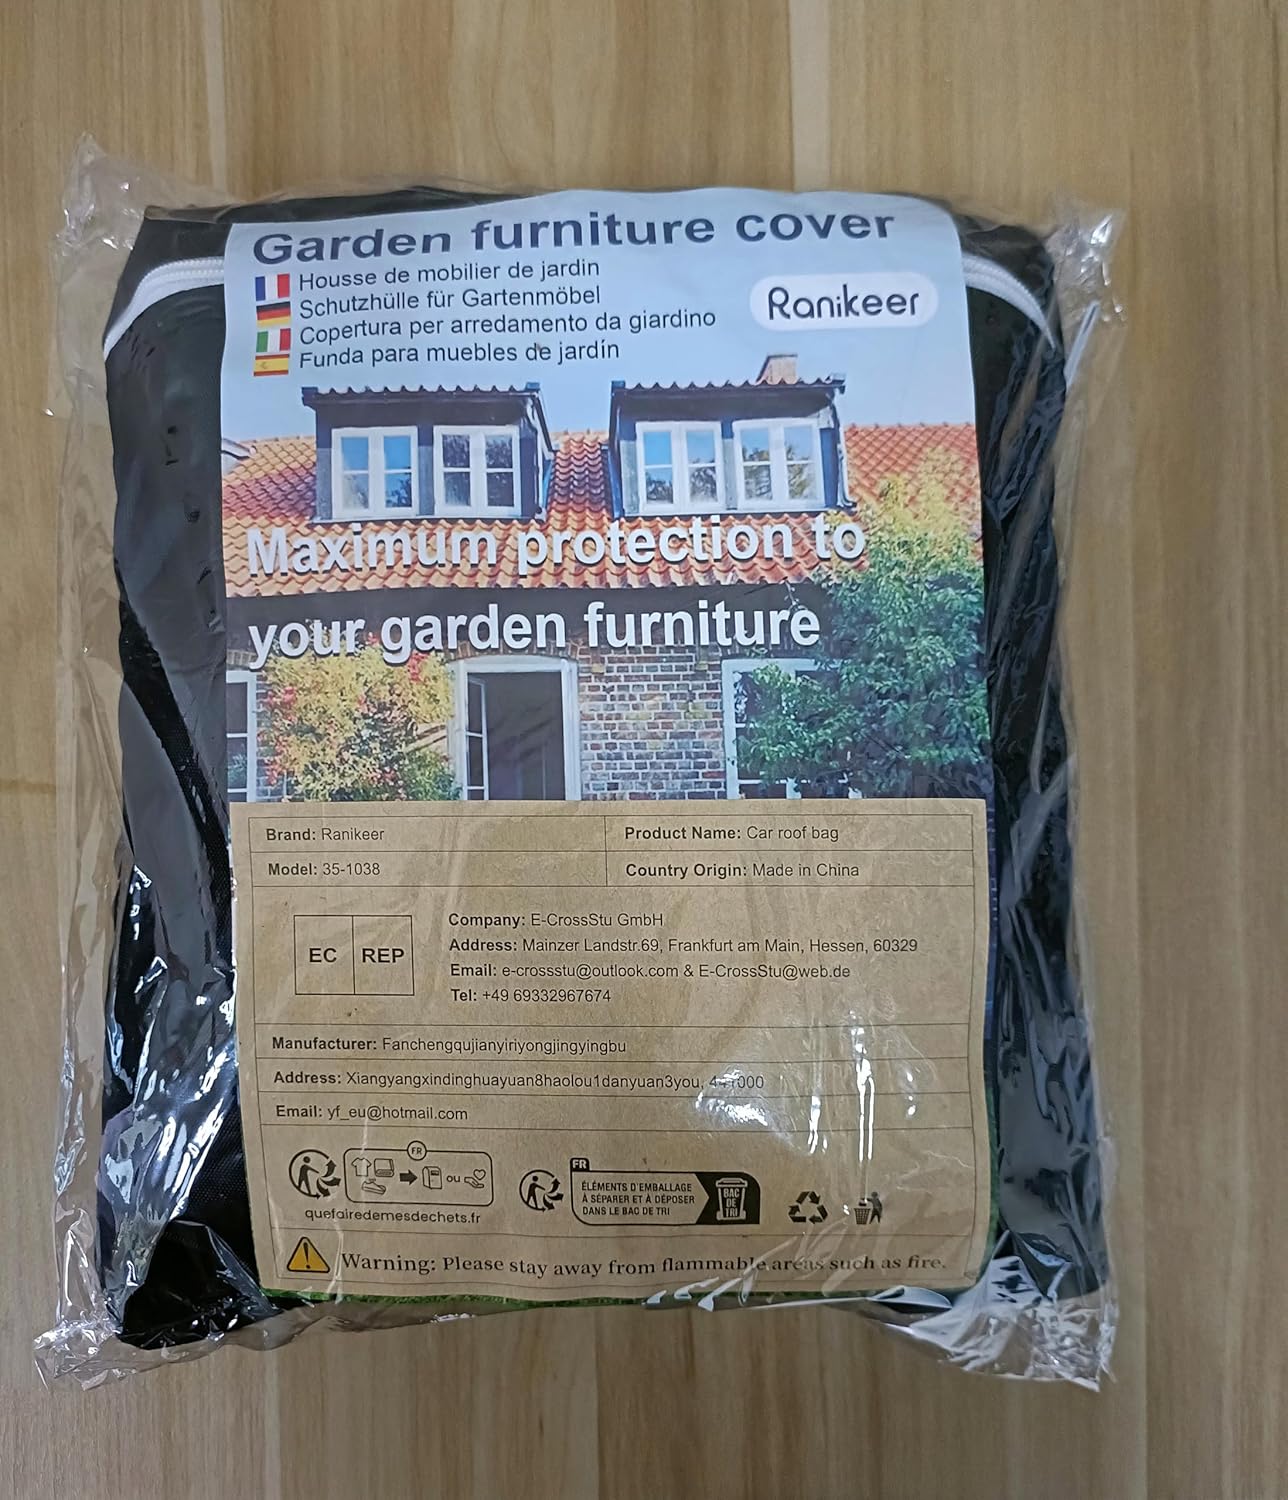 Garden furniture cover
Housse de mobilier de jardin
Schutzhülle für Gartenmöbel
Copertura per arredamento da giardino
Funda para muebles de jardín
Ranikeer
Maximum protection to
your garden furniture
Brand: Ranikeer
Product Name: Car roof bag
Model: 35-1038
Country Origin: Made in China
EC REP
Company: E-CrossStu GmbH
Address: Mainzer Landstr.69, Frankfurt am Main, Hessen, 60329
Email: e-crossstu@outlook.com & E-CrossStu@web.de
Tel: +49 69332967674
Manufacturer: Fanchengqujianyiriyongjingyingbu
Address: Xiangyangxindinghuayuan8haolou1danyuan3you,
Email: yf_eu@hotmail.com
FR
ou
quefairedemesdechets.fr
FR
ÉLÉMENTS D'EMBALLAGE
À SÉPARER ET À DÉPOSER
DANS LE BAC DE TRI
BAC
DE
TRI
Warning: Please stay away from flammable areas such as fire.